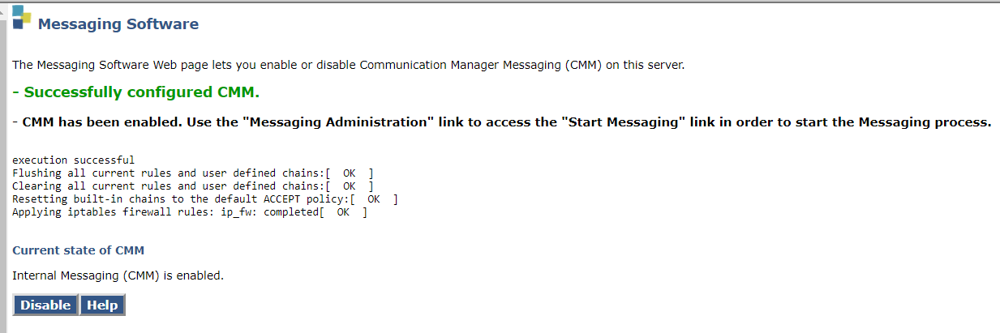 Messaging Software
The Messaging Software Web page lets you enable or disable Communication Manager Messaging (CMM) on this server.
- Successfully configured CMM.
- CMM has been enabled. Use the "Messaging Administration" link to access the "Start Messaging" link in order to start the Messaging process.
execution successful
Flushing all current rules and user defined chains:[  OK  ]
Clearing all current rules and user defined chains:[  OK  ]
Resetting built-in chains to the default ACCEPT policy:[  OK  ]
Applying iptables firewall rules: ip_fw: completed[  OK  ]
Current state of CMM
Internal Messaging (CMM) is enabled.
Disable Help